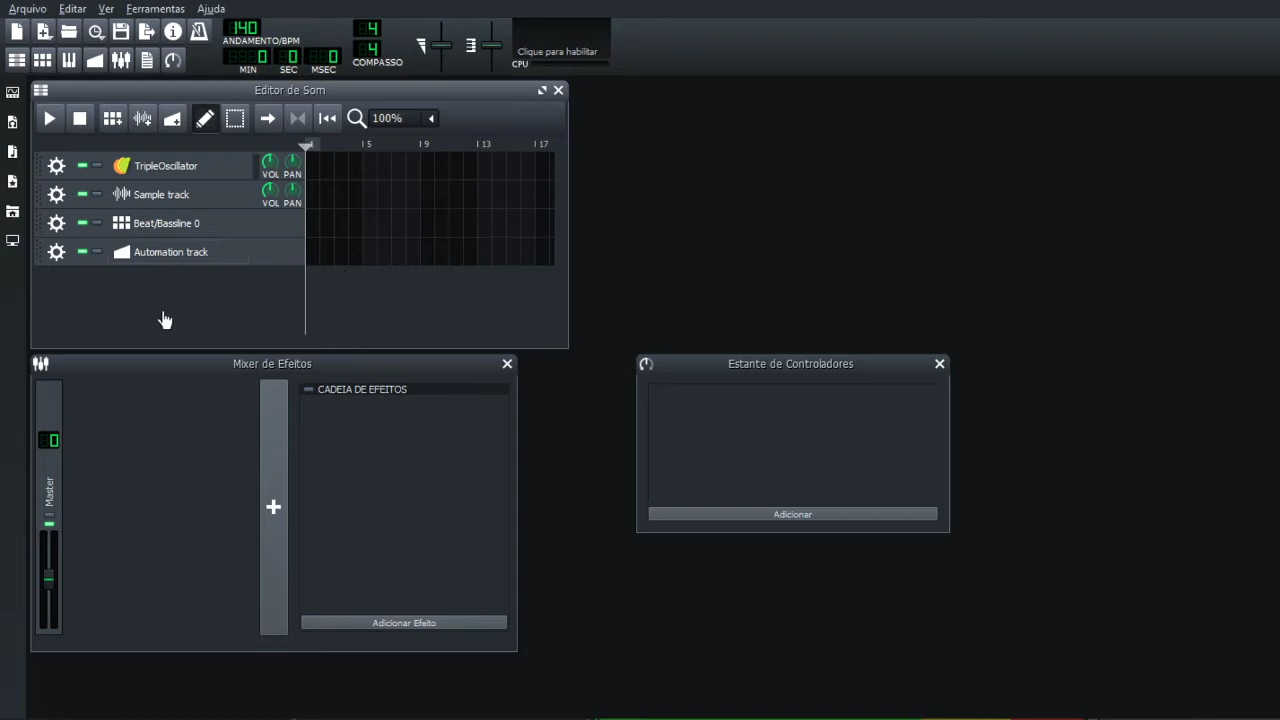 Arquivo Editar Ver Ferramentas Ajuda
140
ANDAMENTO/BPM
4
4
COMPASSO
0 0 0
MIN SEC MSEC
Clique para habilitar
CPU
Editor de Som
100%
5 9 13 17
TripleOscillator
VOL PAN
Sample track
VOL PAN
Beat/Bassline 0
Automation track
Mixer de Efeitos
CADEIA DE EFEITOS
0
Master
Adicionar Efeito
Estante de Controladores
Adicionar